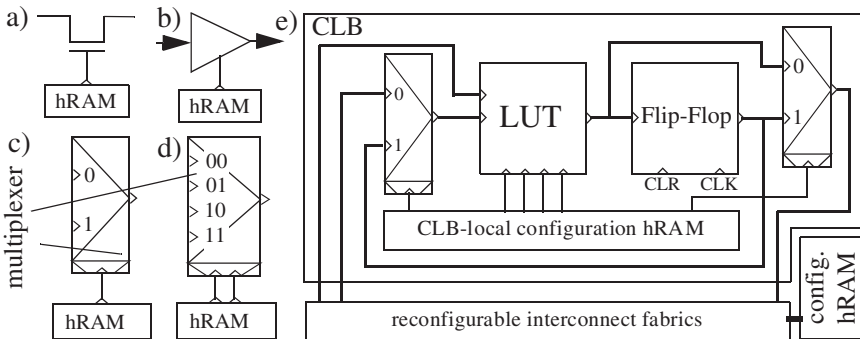 a)
hRAM
b)
hRAM
c)
0
1
hRAM
multiplexer
d)
00
01
10
11
hRAM
e)
CLB
0
1
LUT
Flip-Flop
CLR
CLK
0
1
CLB-local configuration hRAM
reconfigurable interconnect fabrics
config.
hRAM